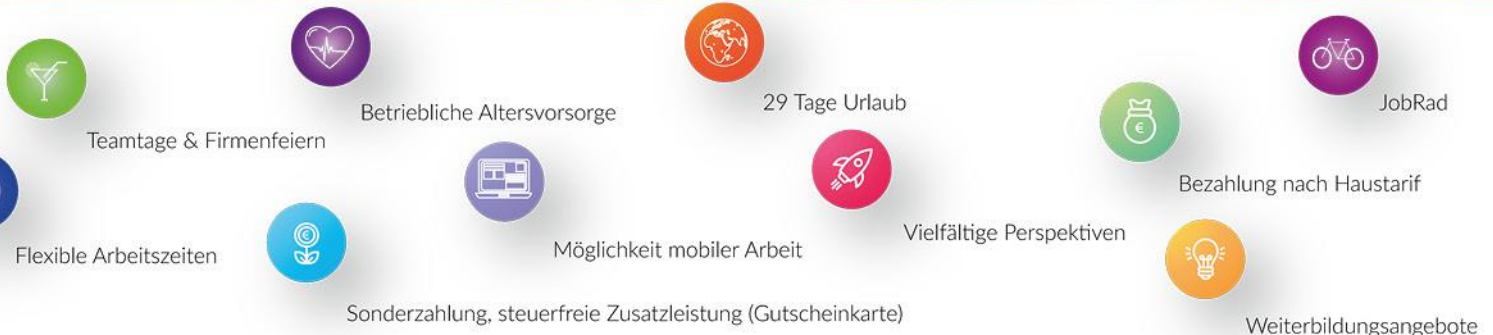 Teamtage & Firmenfeiern
Betriebliche Altersvorsorge
29 Tage Urlaub
JobRad
Flexible Arbeitszeiten
Möglichkeit mobiler Arbeit
Vielfältige Perspektiven
Bezahlung nach Haustarif
Sonderzahlung, steuerfreie Zusatzleistung (Gutscheinkarte)
Weiterbildungsangebote